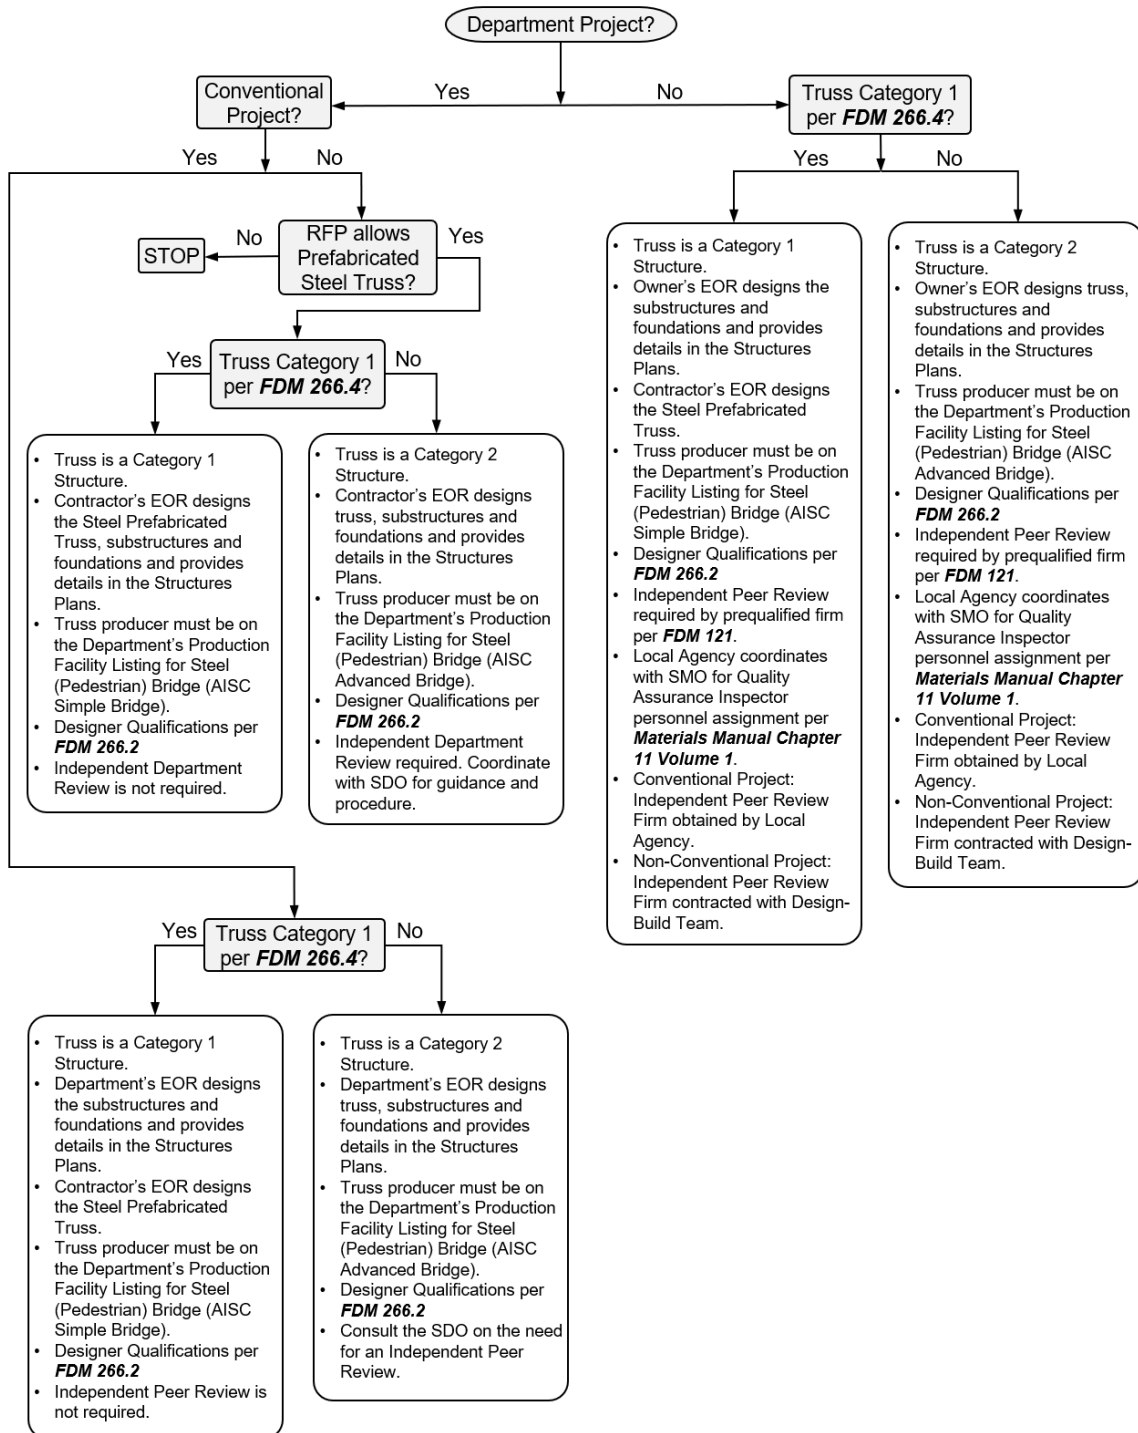 Department Project?
Yes
No
Conventional
Project?
Truss Category 1
per FDM 266.4?
Yes
No
Yes
No
RFP allows
Prefabricated
Steel Truss?
No
Yes
STOP
Truss Category 1
per FDM 266.4?
Yes
No
• Truss is a Category 1
Structure.
• Contractor's EOR designs
the Steel Prefabricated
Truss, substructures and
foundations and provides
details in the Structures
Plans.
• Truss producer must be on
the Department's Production
Facility Listing for Steel
(Pedestrian) Bridge (AISC
Simple Bridge).
• Designer Qualifications per
FDM 266.2
• Independent Department
Review is not required.
• Truss is a Category 2
Structure.
• Contractor's EOR designs
truss, substructures and
foundations and provides
details in the Structures
Plans.
• Truss producer must be on
the Department's Production
Facility Listing for Steel
(Pedestrian) Bridge (AISC
Advanced Bridge).
• Designer Qualifications per
FDM 266.2
• Independent Department
Review required. Coordinate
with SDO for guidance and
procedure.
• Truss is a Category 1
Structure.
• Owner's EOR designs the
substructures and
foundations and provides
details in the Structures
Plans.
• Contractor's EOR designs
the Steel Prefabricated
Truss.
• Truss producer must be on
the Department's Production
Facility Listing for Steel
(Pedestrian) Bridge (AISC
Simple Bridge).
• Designer Qualifications per
FDM 266.2
• Independent Peer Review
required by prequalified firm
per FDM 121.
• Local Agency coordinates
with SMO for Quality
Assurance Inspector
personnel assignment per
Materials Manual Chapter
11 Volume 1.
• Conventional Project:
Independent Peer Review
Firm obtained by Local
Agency.
• Non-Conventional Project:
Independent Peer Review
Firm contracted with Design-
Build Team.
• Truss is a Category 2
Structure.
• Owner's EOR designs truss,
substructures and
foundations and provides
details in the Structures
Plans.
• Truss producer must be on
the Department's Production
Facility Listing for Steel
(Pedestrian) Bridge (AISC
Advanced Bridge).
• Designer Qualifications per
FDM 266.2
• Independent Peer Review
required by prequalified firm
per FDM 121.
• Local Agency coordinates
with SMO for Quality
Assurance Inspector
personnel assignment per
Materials Manual Chapter
11 Volume 1.
• Conventional Project:
Independent Peer Review
Firm obtained by Local
Agency.
• Non-Conventional Project:
Independent Peer Review
Firm contracted with Design-
Build Team.
Truss Category 1
per FDM 266.4?
Yes
No
• Truss is a Category 1
Structure.
• Department's EOR designs
the substructures and
foundations and provides
details in the Structures
Plans.
• Contractor's EOR designs
the Steel Prefabricated
Truss.
• Truss producer must be on
the Department's Production
Facility Listing for Steel
(Pedestrian) Bridge (AISC
Simple Bridge).
• Designer Qualifications per
FDM 266.2
• Independent Peer Review is
not required.
• Truss is a Category 2
Structure.
• Department's EOR designs
truss, substructures and
foundations and provides
details in the Structures
Plans.
• Truss producer must be on
the Department's Production
Facility Listing for Steel
(Pedestrian) Bridge (AISC
Advanced Bridge).
• Designer Qualifications per
FDM 266.2
• Consult the SDO on the need
for an Independent Peer
Review.